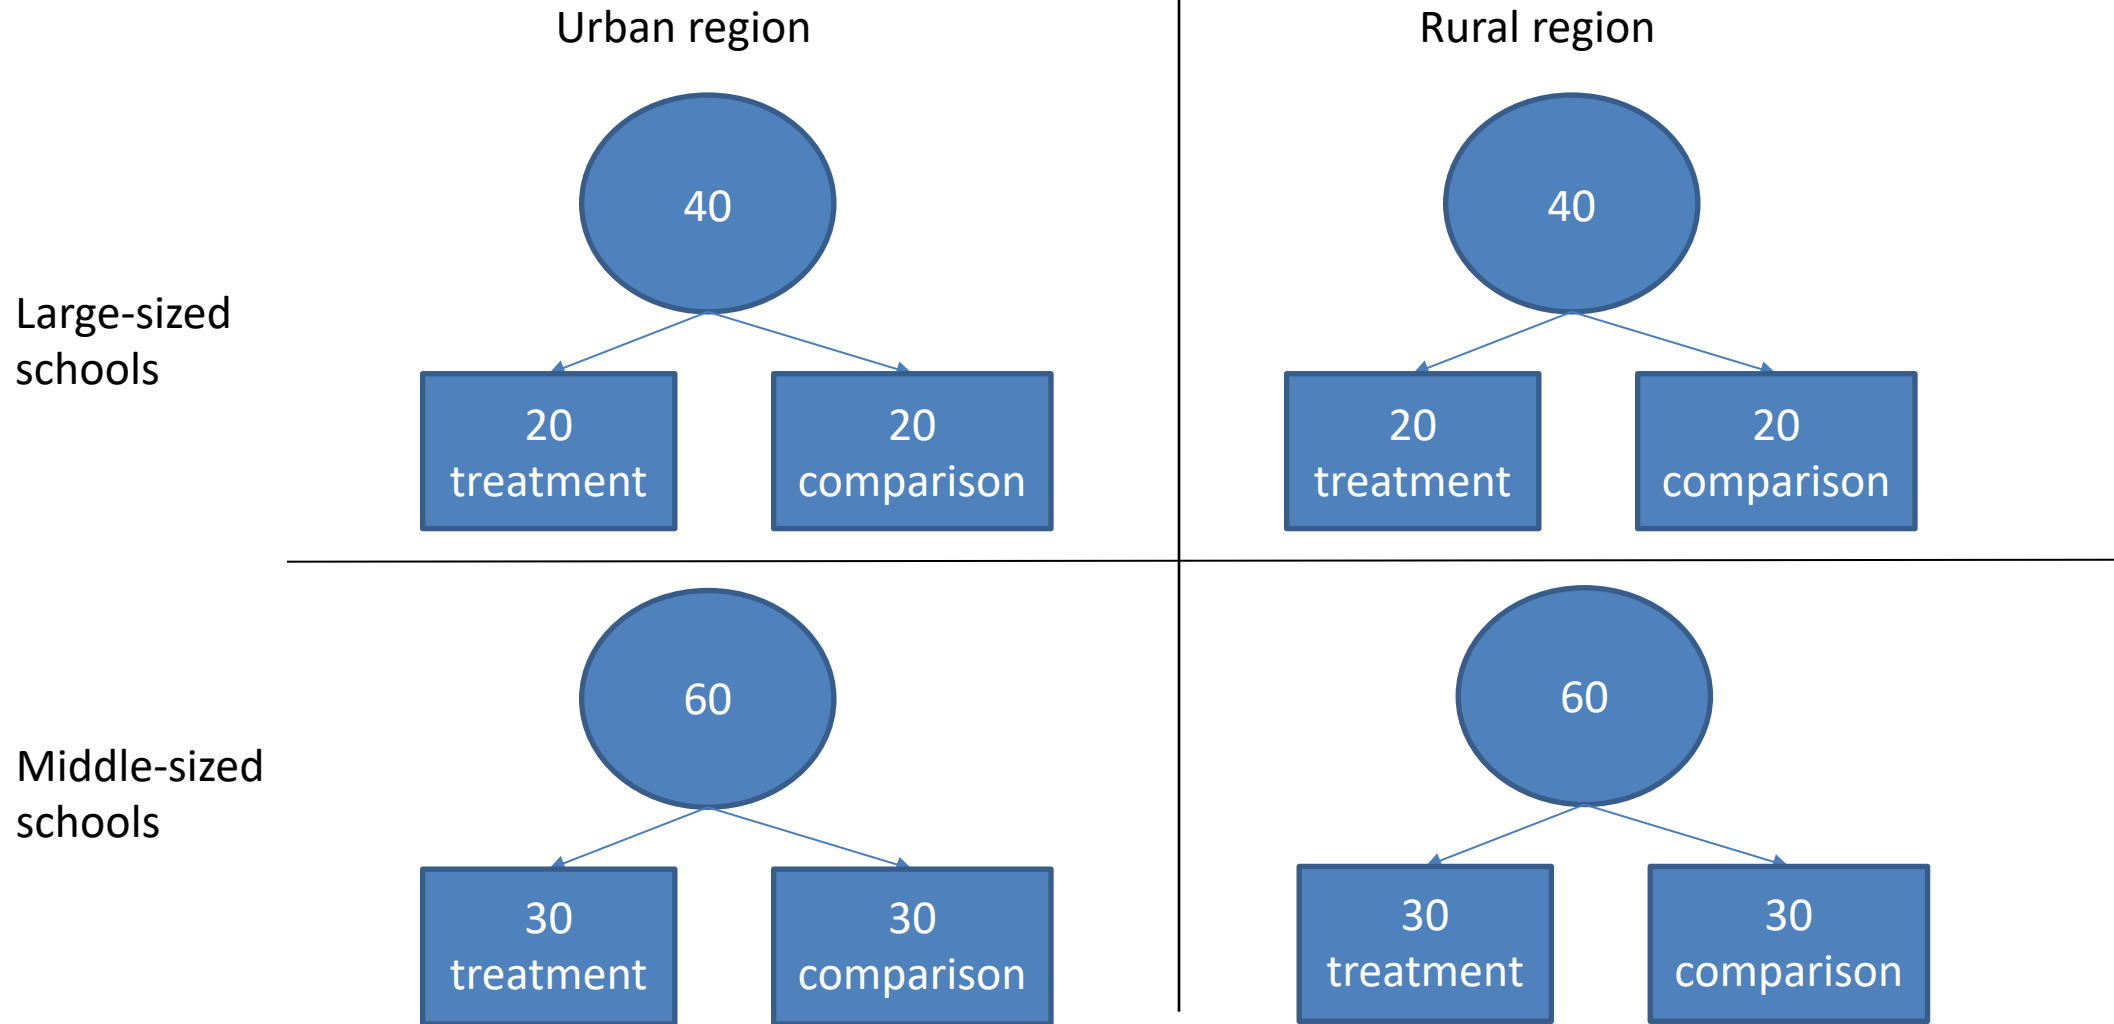 Urban region
Rural region
40
40
Large-sized
schools
20
treatment
20
comparison
20
treatment
20
comparison
60
60
Middle-sized
schools
30
treatment
30
comparison
30
treatment
30
comparison